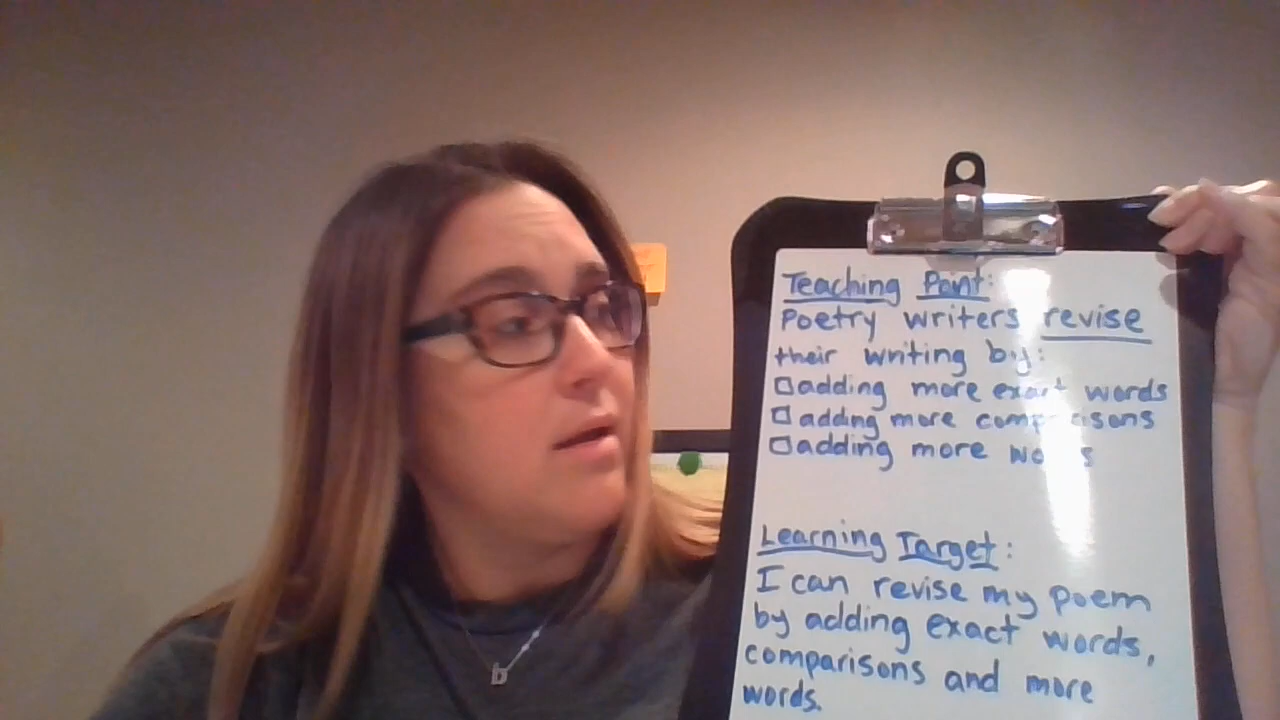 Teaching Point:
Poetry writers revise
their writing by:
☐ adding more exact words
☐ adding more comparisons
☐ adding more words
Learning Target:
I can revise my poem
by adding exact words,
comparisons and more
words.
b